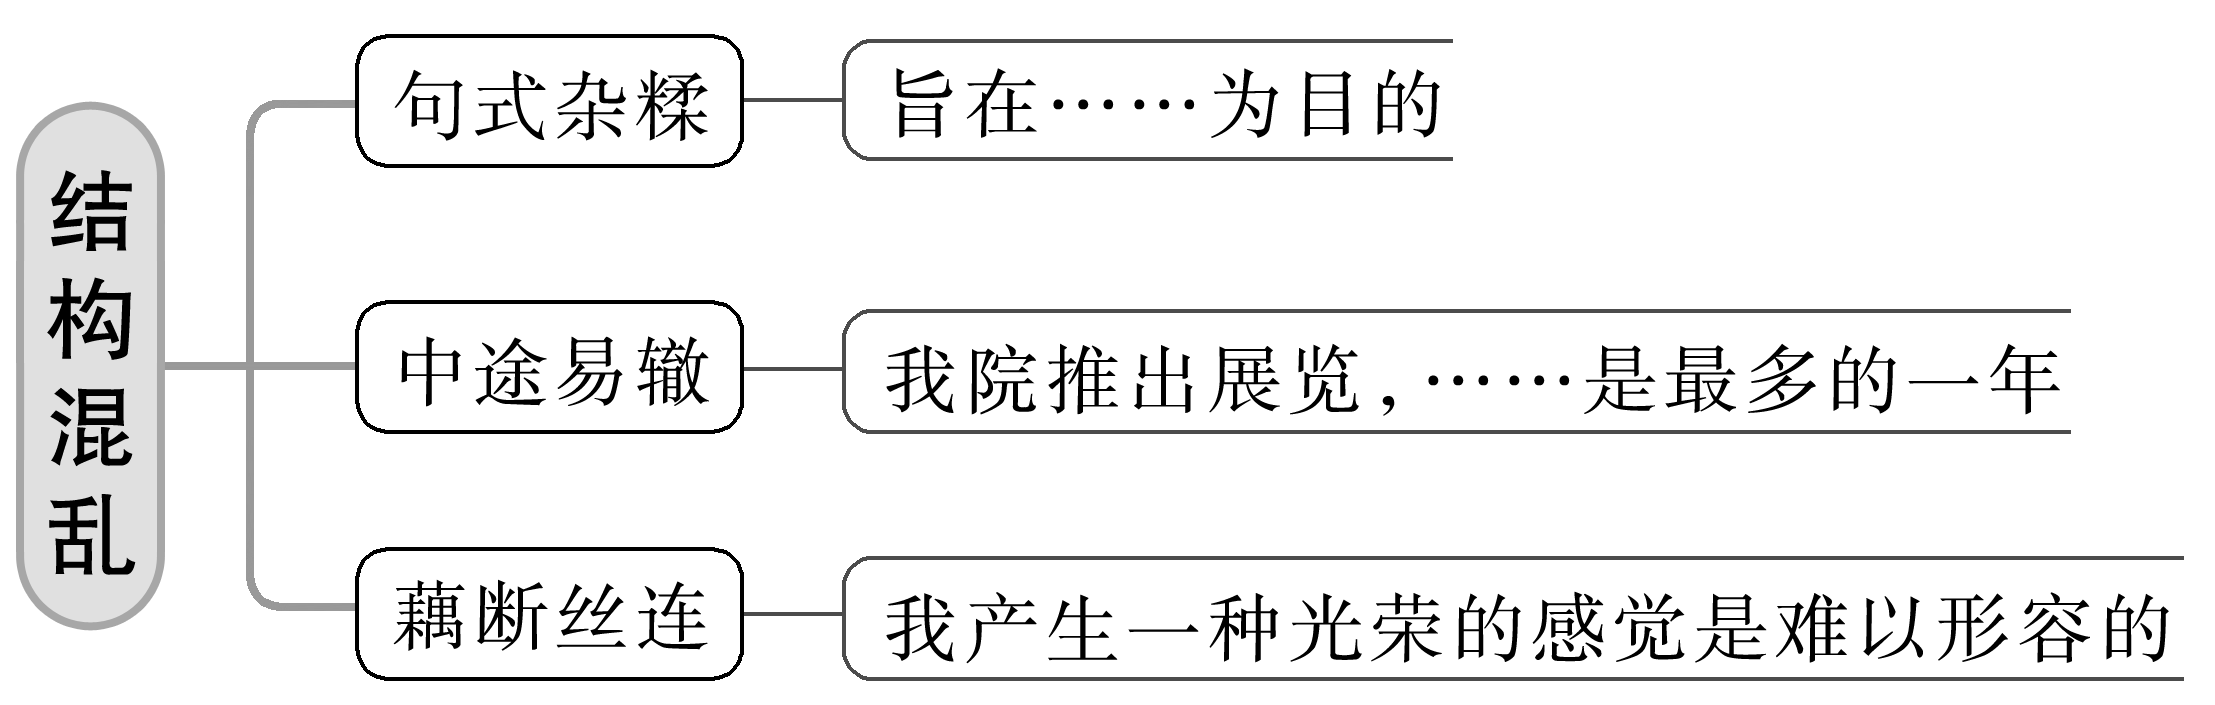 结构混乱
句式杂糅
旨在……为目的
中途易辙
我院推出展览，……是最多的一年
藕断丝连
我产生一种光荣的感觉是难以形容的